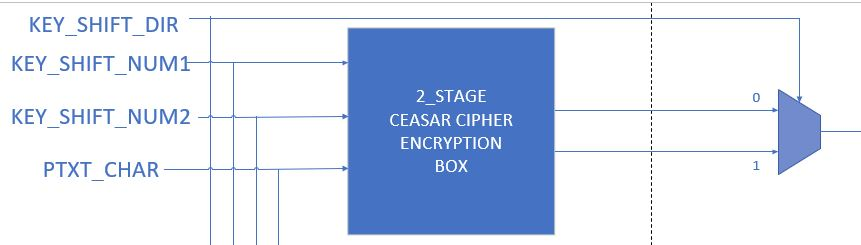 KEY_SHIFT_DIR
KEY_SHIFT_NUM1
KEY_SHIFT_NUM2
PTXT_CHAR
2_STAGE
CEASAR CIPHER
ENCRYPTION
BOX
0
1